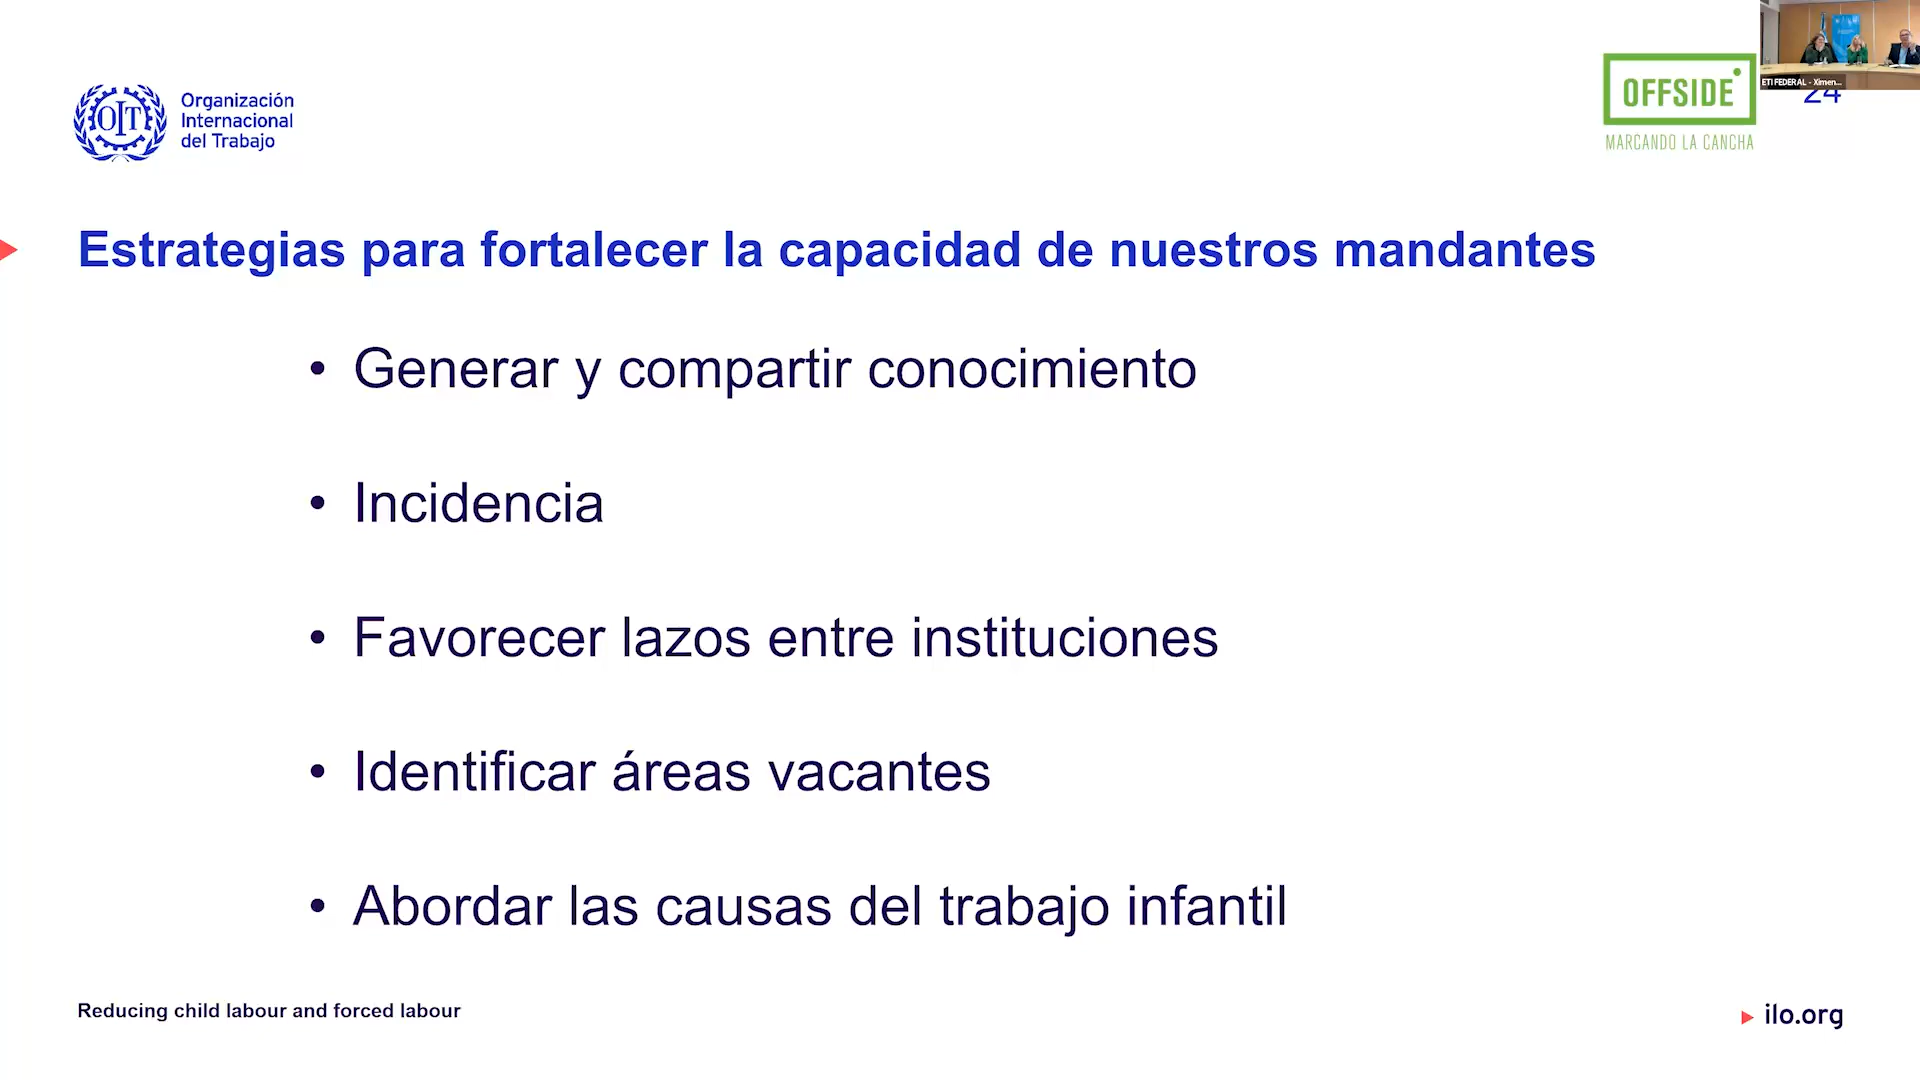 OIT
Organización
Internacional
del Trabajo
OFFSIDE
MARCANDO LA CANCHA
ETI FEDERAL - Ximen...
24
Estrategias para fortalecer la capacidad de nuestros mandantes
• Generar y compartir conocimiento
• Incidencia
• Favorecer lazos entre instituciones
• Identificar áreas vacantes
• Abordar las causas del trabajo infantil
Reducing child labour and forced labour
ilo.org